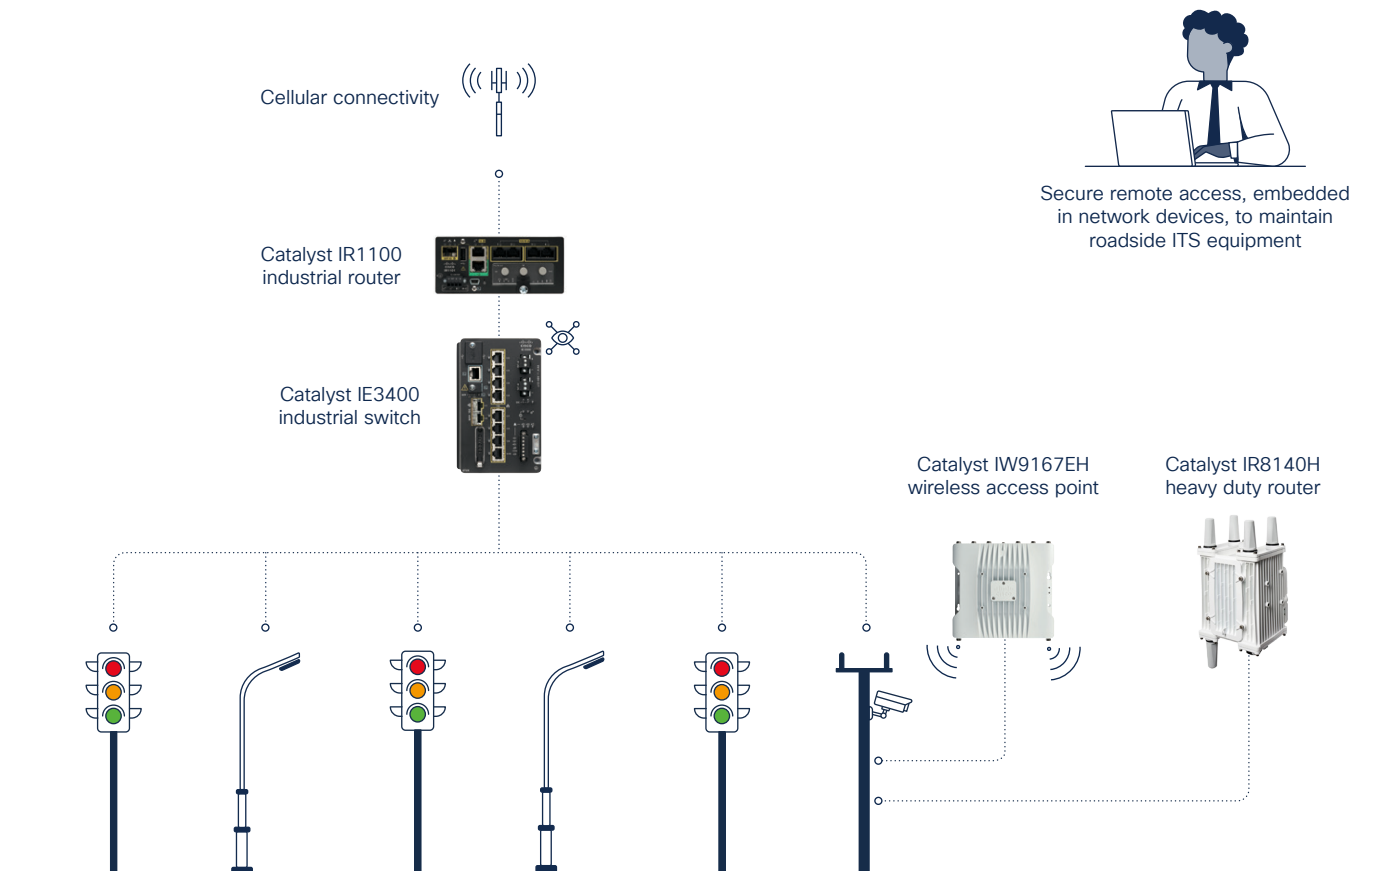 Cellular connectivity
Secure remote access, embedded
in network devices, to maintain
roadside ITS equipment
Catalyst IR1100
industrial router
Catalyst IE3400
industrial switch
Catalyst IW9167EH
wireless access point
Catalyst IR8140H
heavy duty router